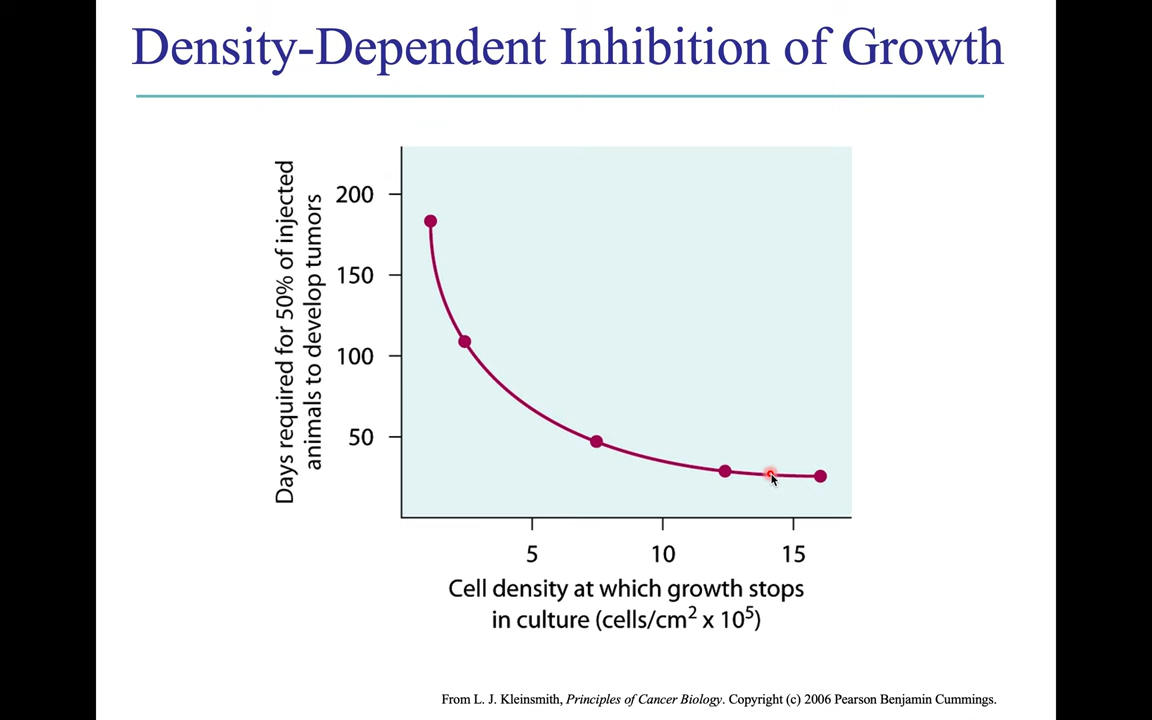 Density-Dependent Inhibition of Growth
Days required for 50% of injected
animals to develop tumors
200
150
100
50
5 10 15
Cell density at which growth stops
in culture (cells/cm² x 10⁵)
From L. J. Kleinsmith, Principles of Cancer Biology. Copyright (c) 2006 Pearson Benjamin Cummings.